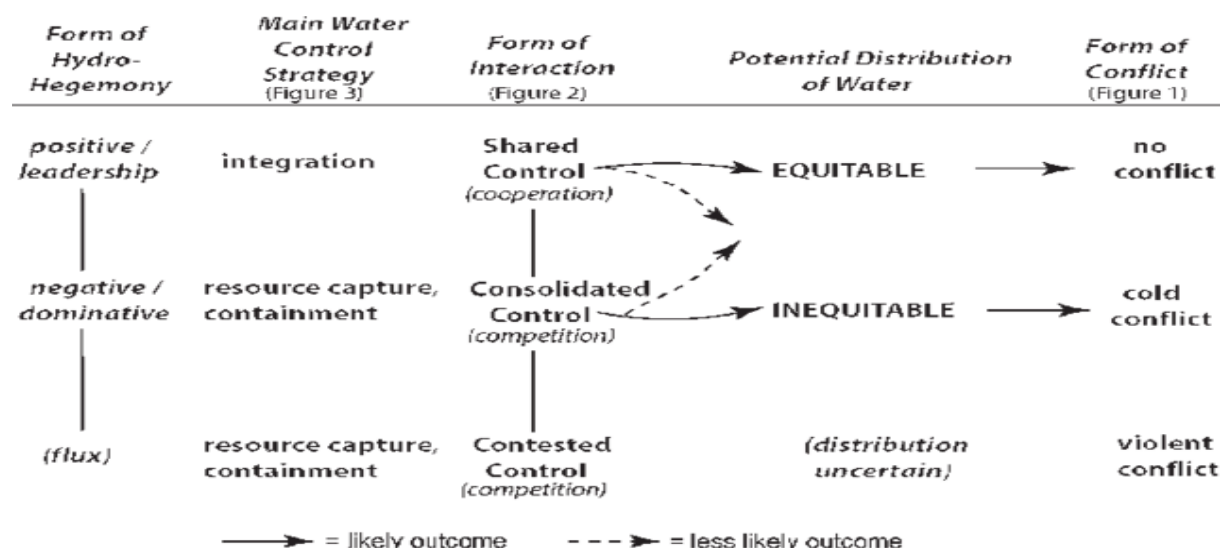 Form of Hydro-Hegemony
Main Water Control Strategy (Figure 3)
Form of Interaction (Figure 2)
Potential Distribution of Water
Form of Conflict (Figure 1)
positive / leadership
integration
Shared Control (cooperation)
EQUITABLE
no conflict
negative / dominative
resource capture, containment
Consolidated Control (competition)
INEQUITABLE
cold conflict
(flux)
resource capture, containment
Contested Control (competition)
(distribution uncertain)
violent conflict
= likely outcome
= less likely outcome